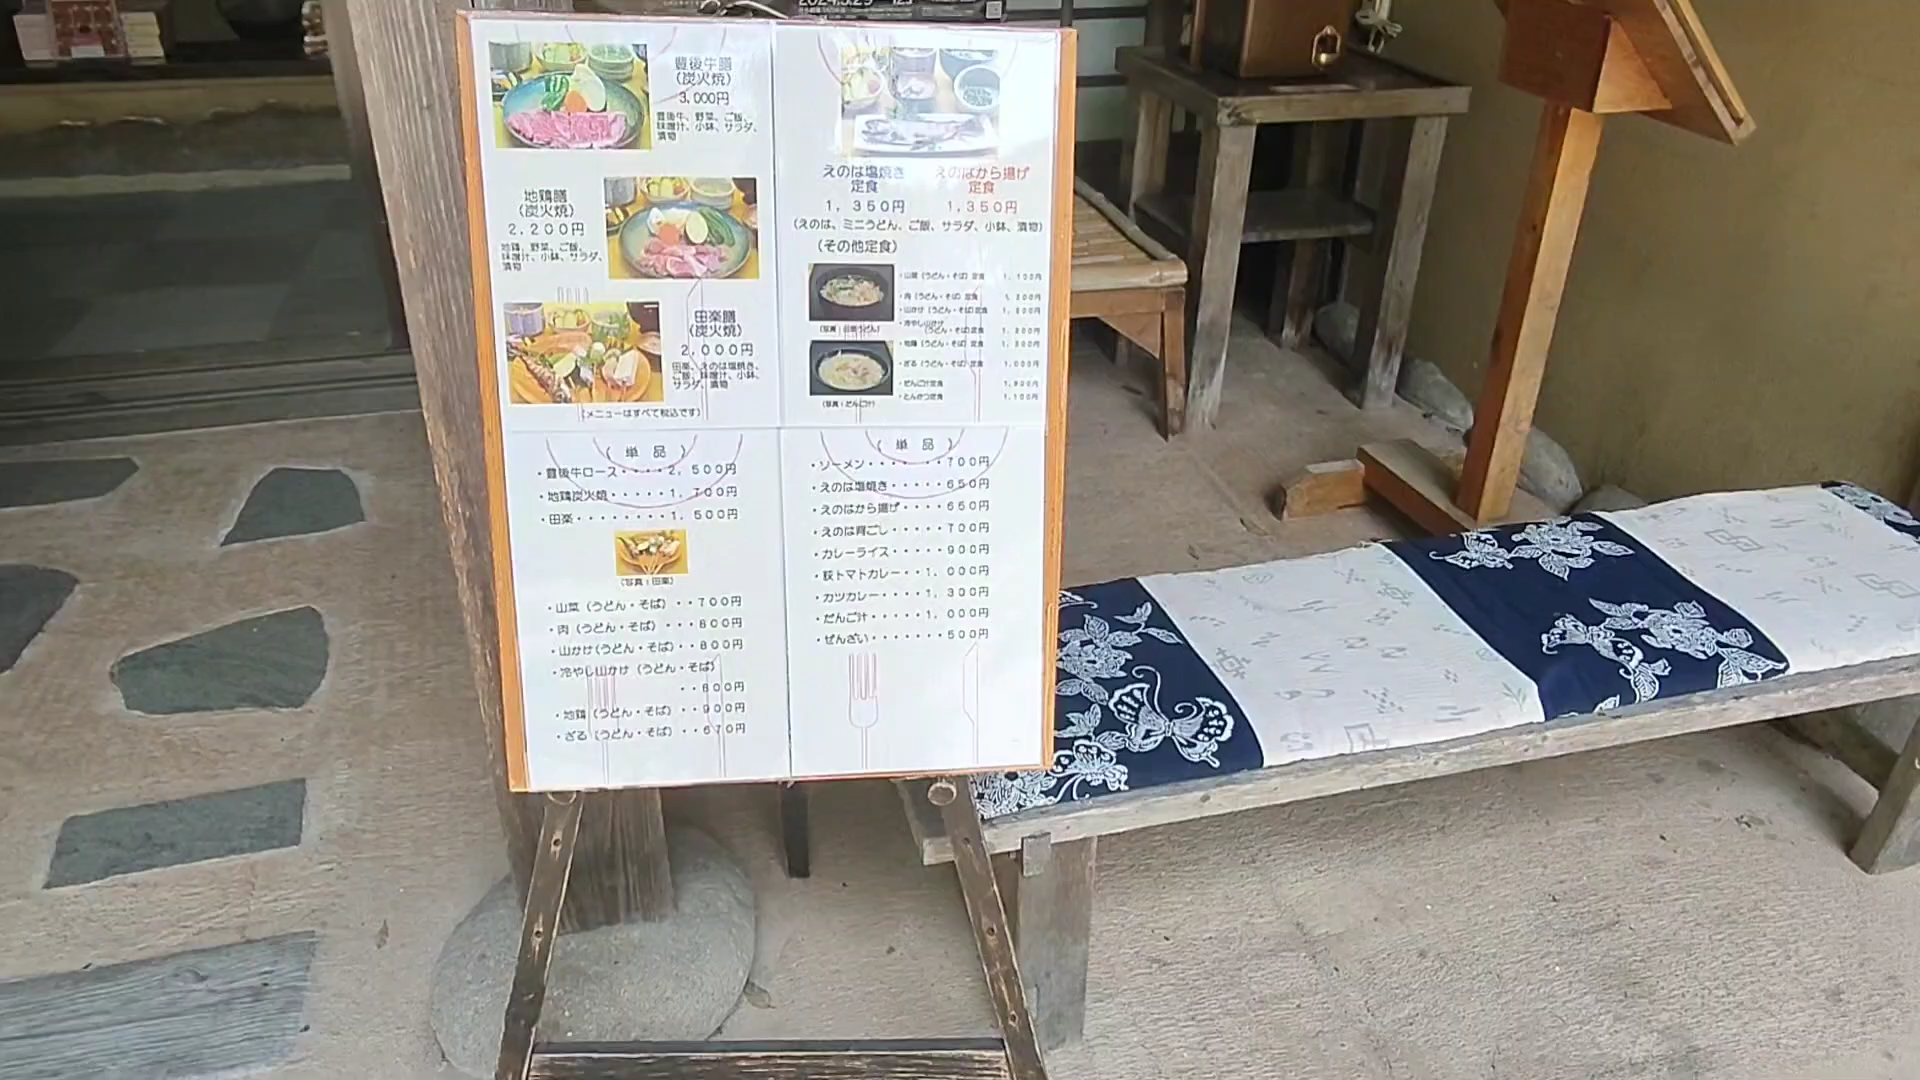 豊後牛膳
(炭火焼)
3,000円
豊後牛、野菜、ご飯、
味噌汁、小鉢、サラダ、
漬物
地鶏膳
(炭火焼)
2,200円
地鶏、野菜、ご飯、
味噌汁、小鉢、サラダ、
漬物
田楽膳
(炭火焼)
2,000円
田楽、えのは塩焼き、
ご飯、味噌汁、小鉢、
サラダ、漬物
(メニューはすべて税込です)
えのは塩焼き
定食
1,350円
えのはから揚げ
定食
1,350円
(えのは、ミニうどん、ご飯、サラダ、小鉢、漬物)
(その他定食)
・山菜(うどん・そば)定食 1,100円
・肉(うどん・そば)定食 1,200円
・山かけ(うどん・そば)定食 1,200円
・冷やし山かけ
(うどん・そば)定食 1,200円
・地鶏(うどん・そば)定食 1,300円
・ざる(うどん・そば)定食
・だんご汁定食
・とんかつ定食
(写真:だんご汁)
(単品)
・豊後牛ロース・・・・2,500円
・地鶏炭火焼・・・・・1,700円
・田楽・・・・・・・・1,500円
(写真:田楽)
・山菜(うどん・そば)・・700円
・肉(うどん・そば)・・・800円
・山かけ(うどん・そば)・・800円
・冷やし山かけ(うどん・そば)
・・800円
・地鶏(うどん・そば)・・900円
・ざる(うどん・そば)・・670円
(単品)
・ソーメン・・・・・・・700円
・えのは塩焼き・・・・・650円
・えのはから揚げ・・・・650円
・えのは背ごし・・・・・700円
・カレーライス・・・・・900円
・荻トマトカレー・・1,000円
・カツカレー・・・・1,300円
・だんご汁・・・・・1,000円
・ぜんざい・・・・・・・500円